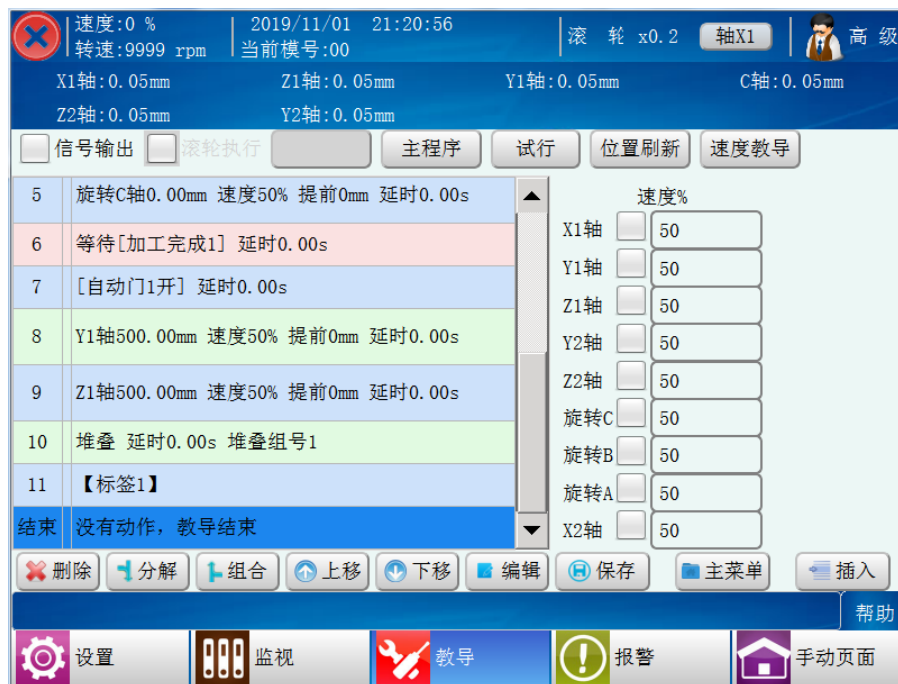 速度:0 % 2019/11/01 21:20:56 滚 轮 x0.2 轴X1 高 级
转速:9999 rpm 当前模号:00
X1轴:0.05mm Z1轴:0.05mm Y1轴:0.05mm C轴:0.05mm
Z2轴:0.05mm Y2轴:0.05mm
信号输出 滚轮执行 主程序 试行 位置刷新 速度教导
5 旋转C轴0.00mm 速度50% 提前0mm 延时0.00s
6 等待[加工完成1] 延时0.00s
7 [自动门1开] 延时0.00s
8 Y1轴500.00mm 速度50% 提前0mm 延时0.00s
9 Z1轴500.00mm 速度50% 提前0mm 延时0.00s
10 堆叠 延时0.00s 堆叠组号1
11 【标签1】
结束 没有动作，教导结束
速度%
X1轴 50
Y1轴 50
Z1轴 50
Y2轴 50
Z2轴 50
旋转C 50
旋转B 50
旋转A 50
X2轴 50
删除 分解 组合 上移 下移 编辑 保存 主菜单 插入
帮助
设置 监视 教导 报警 手动页面